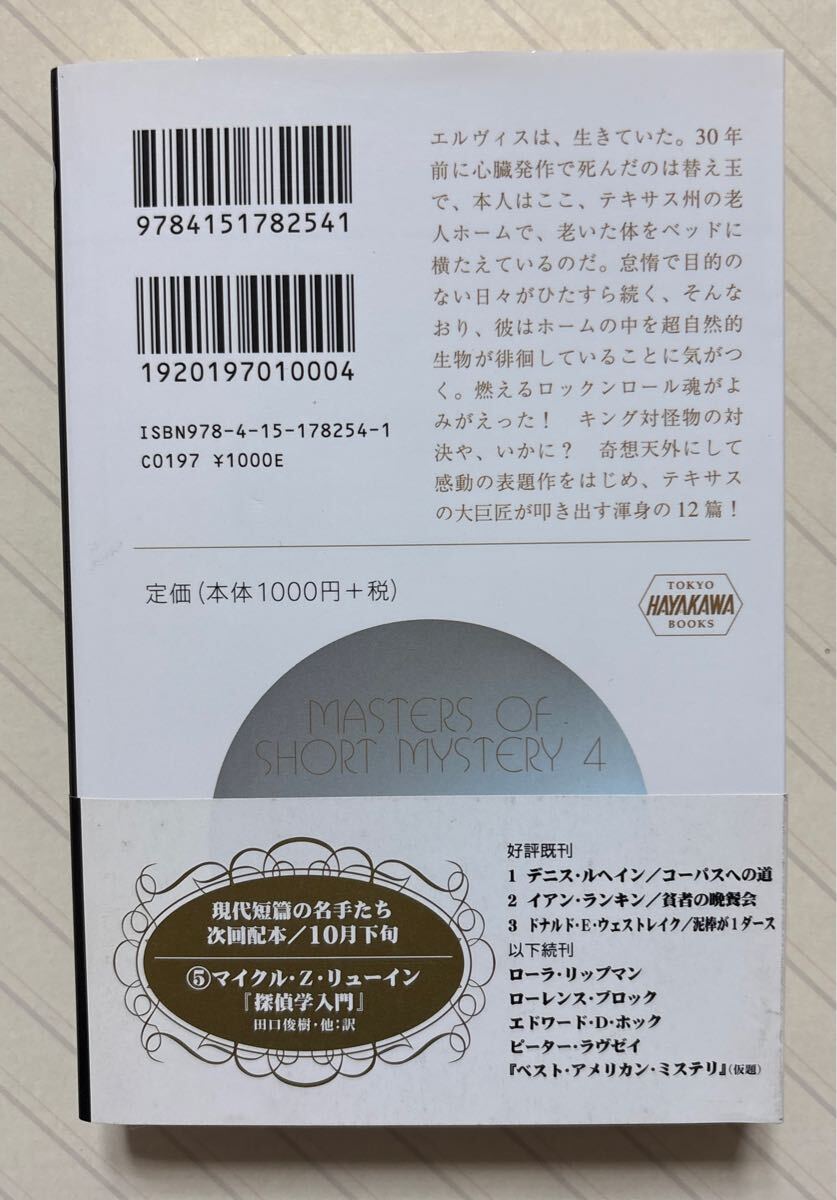 9784151782541
1920197010004
ISBN978-4-15-178254-1
C0197 ¥1000E
エルヴィスは、生きていた。30年
前に心臓発作で死んだのは替え玉
で、本人はここ、テキサス州の老
人ホームで、老いた体をベッドに
横たえているのだ。怠惰で目的の
ない日々がひたすら続く、そんな
おり、彼はホームの中を超自然的
生物が徘徊していることに気がつ
く。燃えるロックンロール魂がよ
みがえった！　キング対怪物の対
決や、いかに？　奇想天外にして
感動の表題作をはじめ、テキサス
の大巨匠が叩き出す渾身の12篇！
定価（本体1000円＋税）
TOKYO
HAYAKAWA
BOOKS
MASTERS OF
SHORT MYSTERY 4
現代短篇の名手たち
次回配本／10月下旬
⑤マイクル・Z・リューイン
『探偵学入門』
田口俊樹・他：訳
好評既刊
1 デニス・ルヘイン／コーパスへの道
2 イアン・ランキン／貧者の晩餐会
3 ドナルド・E・ウェストレイク／泥棒が1ダース
以下続刊
ローラ・リップマン
ローレンス・ブロック
エドワード・D・ホック
ピーター・ラヴゼイ
『ベスト・アメリカン・ミステリ』（仮題）